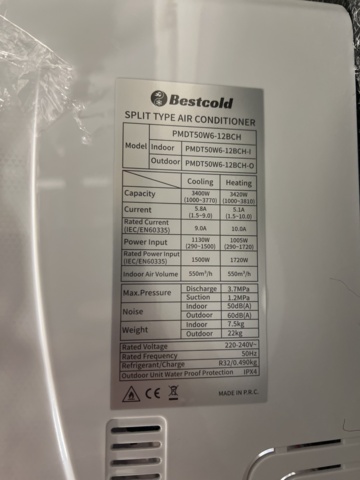 Bestcold
SPLIT TYPE AIR CONDITIONER
Model PMDT50W6-12BCH
Indoor PMDT50W6-12BCH-I
Outdoor PMDT50W6-12BCH-O
Cooling Heating
Capacity 3400W (1000~3770) 3420W (1000~3810)
Current 5.8A (1.5~9.0) 5.1A (1.5~10.0)
Rated Current (IEC/EN60335) 9.0A 10.0A
Power Input 1130W (290~1500) 1005W (290~1720)
Rated Power Input (IEC/EN60335) 1500W 1720W
Indoor Air Volume 550m³/h 550m³/h
Max.Pressure Discharge 3.7MPa
Suction 1.2MPa
Noise Indoor 50dB(A)
Outdoor 60dB(A)
Weight Indoor 7.5kg
Outdoor 22kg
Rated Voltage 220-240V~
Rated Frequency 50Hz
Refrigerant/Charge R32/0.490kg
Outdoor Unit Water Proof Protection IPX4
CE MADE IN P.R.C.